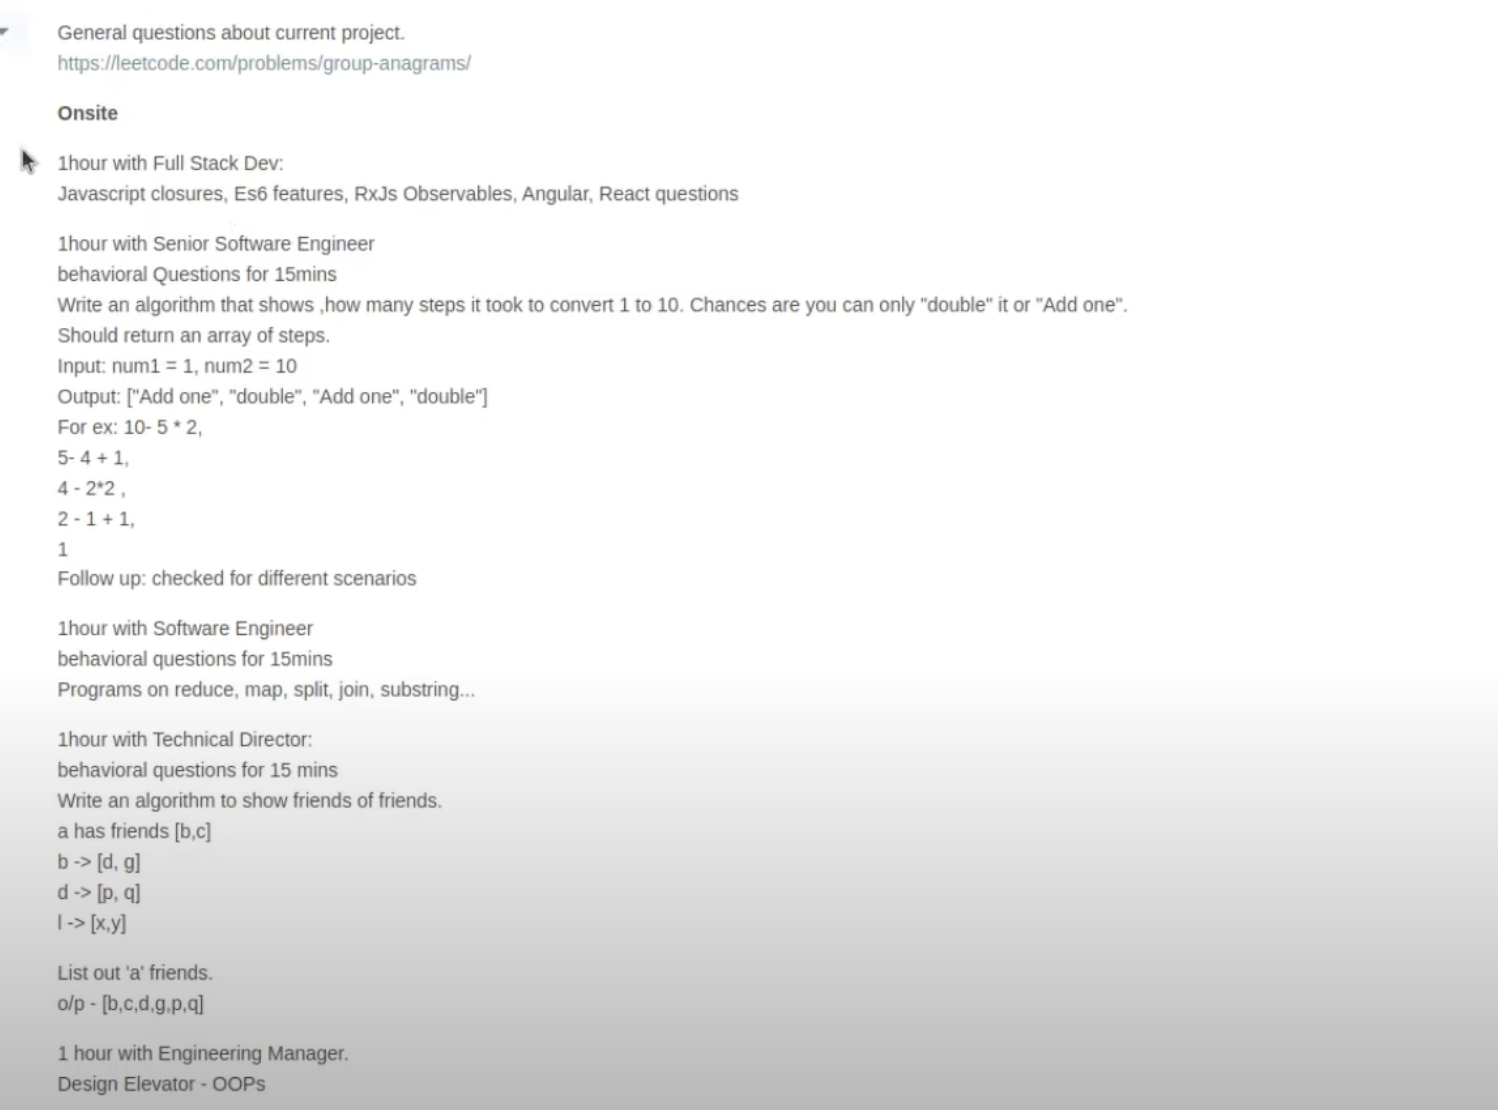 General questions about current project.
https://leetcode.com/problems/group-anagrams/
Onsite
1hour with Full Stack Dev:
Javascript closures, Es6 features, RxJs Observables, Angular, React questions
1hour with Senior Software Engineer
behavioral Questions for 15mins
Write an algorithm that shows ,how many steps it took to convert 1 to 10. Chances are you can only "double" it or "Add one".
Should return an array of steps.
Input: num1 = 1, num2 = 10
Output: ["Add one", "double", "Add one", "double"]
For ex: 10- 5 * 2,
5- 4 + 1,
4 - 2*2 ,
2 - 1 + 1,
1
Follow up: checked for different scenarios
1hour with Software Engineer
behavioral questions for 15mins
Programs on reduce, map, split, join, substring...
1hour with Technical Director:
behavioral questions for 15 mins
Write an algorithm to show friends of friends.
a has friends [b,c]
b -> [d, g]
d -> [p, q]
l -> [x,y]
List out 'a' friends.
o/p - [b,c,d,g,p,q]
1 hour with Engineering Manager.
Design Elevator - OOPs